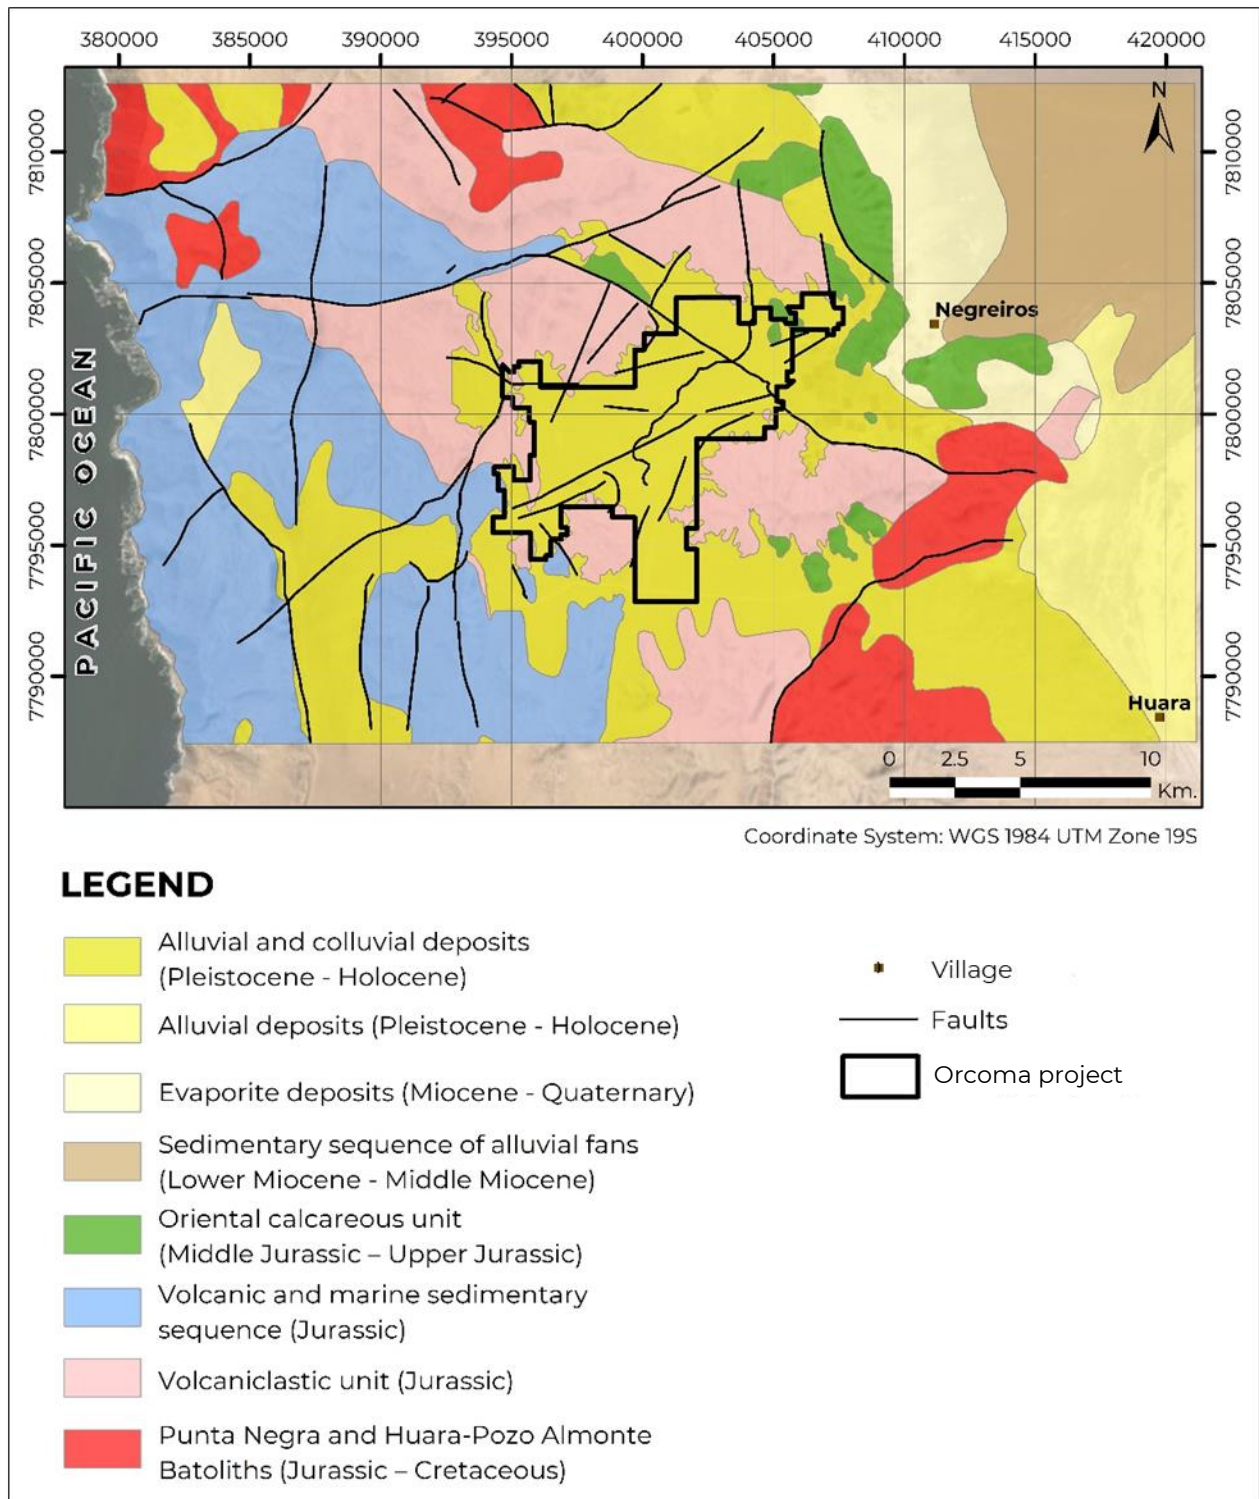 380000 385000 390000 395000 400000 405000 410000 415000 420000
N
7810000 7810000
7805000 7805000
Negreiros
PACIFIC OCEAN
7800000 7800000
7795000 7795000
7790000 7790000
Huara
0 2.5 5 10
Km.
Coordinate System: WGS 1984 UTM Zone 19S
LEGEND
Alluvial and colluvial deposits
(Pleistocene - Holocene)
Alluvial deposits (Pleistocene - Holocene)
Evaporite deposits (Miocene - Quaternary)
Sedimentary sequence of alluvial fans
(Lower Miocene - Middle Miocene)
Oriental calcareous unit
(Middle Jurassic – Upper Jurassic)
Volcanic and marine sedimentary
sequence (Jurassic)
Volcaniclastic unit (Jurassic)
Punta Negra and Huara-Pozo Almonte
Batoliths (Jurassic – Cretaceous)
Village
Faults
Orcoma project